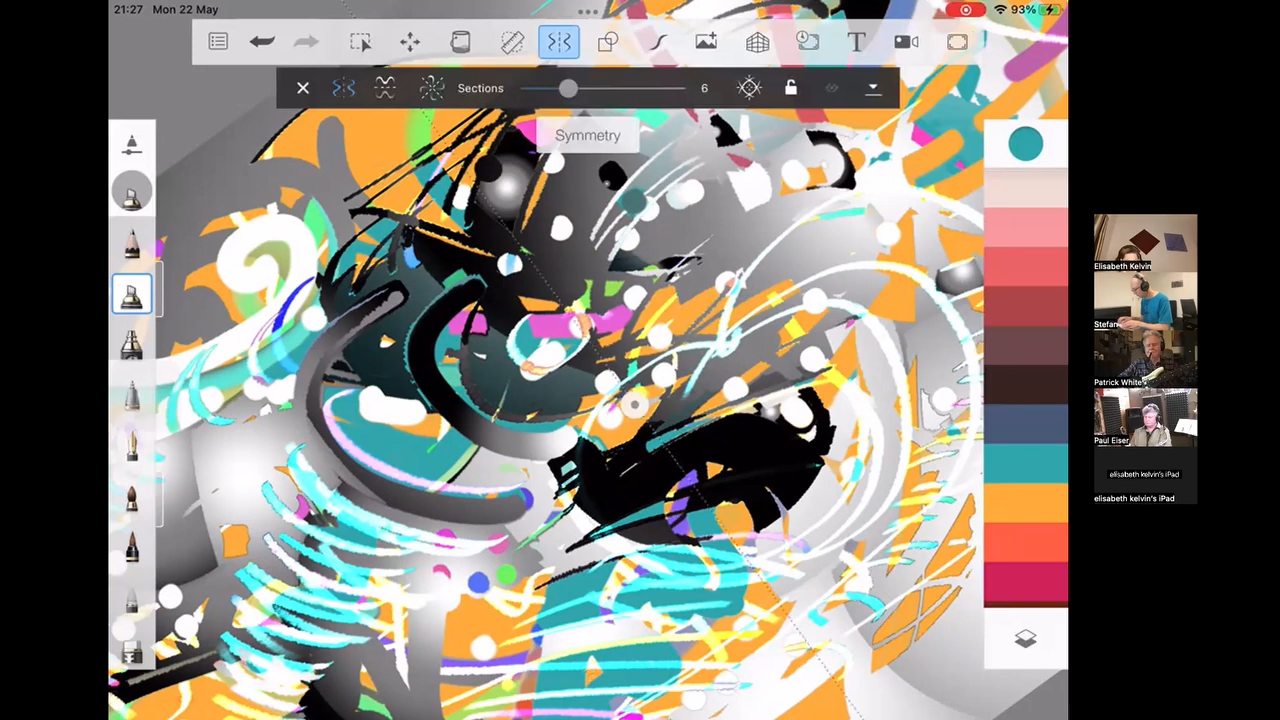 21:27 Mon 22 May
93%
T
Sections 6
Symmetry
Elisabeth Kelvin
Stefan
Patrick White
Paul Eiser
elisabeth kelvin's iPad
elisabeth kelvin's iPad